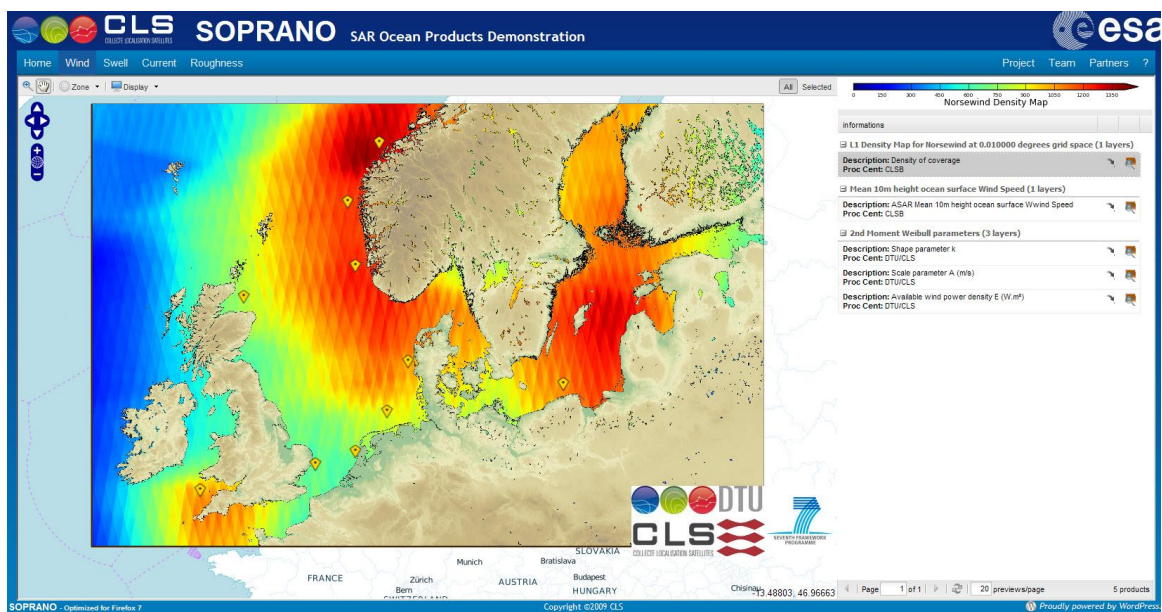 CLS
COLLECTE LOCALISATION SATELLITES
SOPRANO SAR Ocean Products Demonstration
esa
Home Wind Swell Current Roughness
Project Team Partners ?
Zone Display
All Selected
0 150 300 450 600 750 900 1050 1200 1350
Norsewind Density Map
informations
L1 Density Map for Norsewind at 0.010000 degrees grid space (1 layers)
Description: Density of coverage
Proc Cent: CLSB
Mean 10m height ocean surface Wind Speed (1 layers)
Description: ASAR Mean 10m height ocean surface Wwind Speed
Proc Cent: CLSB
2nd Moment Weibull parameters (3 layers)
Description: Shape parameter k
Proc Cent: DTU/CLS
Description: Scale parameter A (m/s)
Proc Cent: DTU/CLS
Description: Available wind power density E (W.m²)
Proc Cent: DTU/CLS
DTU
CLS
COLLECTE LOCALISATION SATELLITES
SEVENTH FRAMEWORK
PROGRAMME
SLOVAKIA
Munich Bratislava
FRANCE Zürich AUSTRIA Budapest
Bern HUNGARY
SWITZERLAND
13.48803, 46.96663
Page 1 of 1 20 previews/page 5 products
SOPRANO - Optimized for Firefox 7
Copyright ©2009 CLS
Proudly powered by WordPress